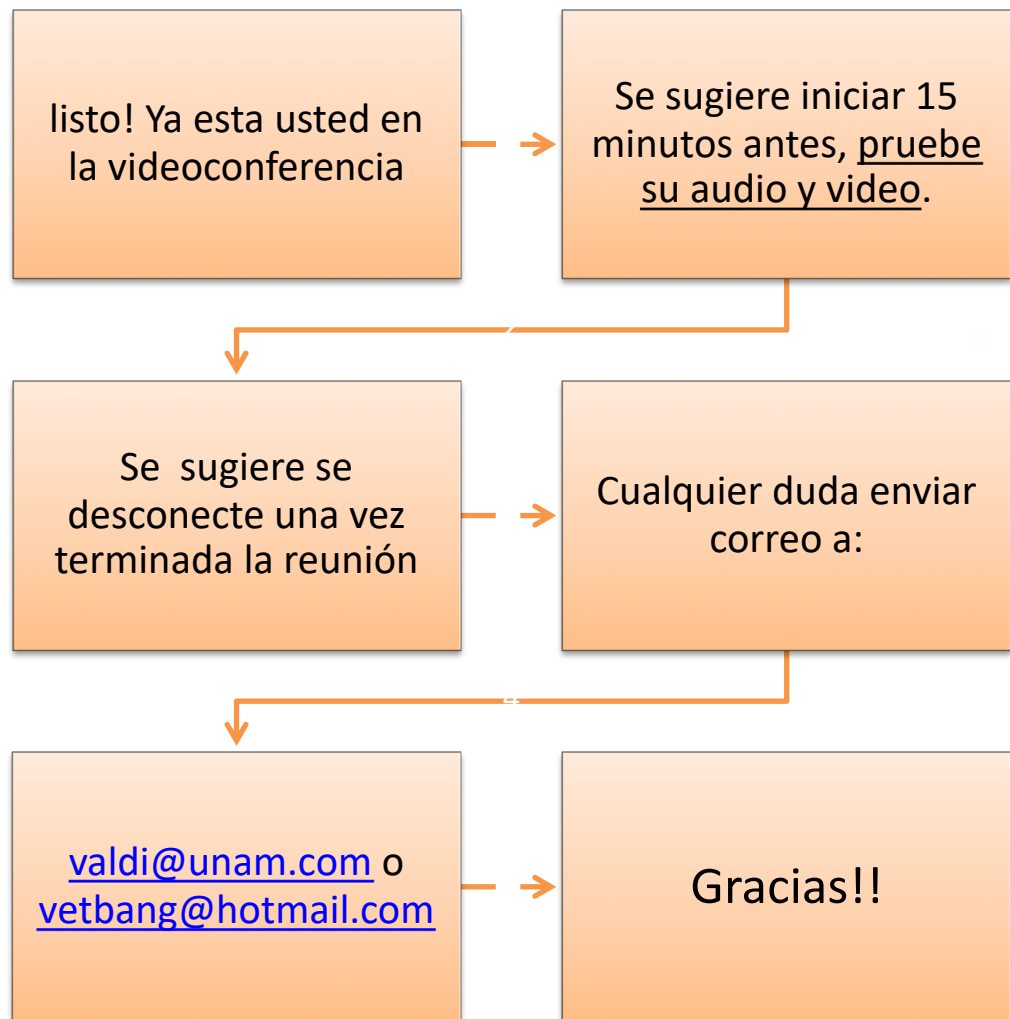 listo! Ya esta usted en
la videoconferencia
Se sugiere iniciar 15
minutos antes, pruebe
su audio y video.
Se sugiere se
desconecte una vez
terminada la reunión
Cualquier duda enviar
correo a:
valdi@unam.com o
vetbang@hotmail.com
Gracias!!